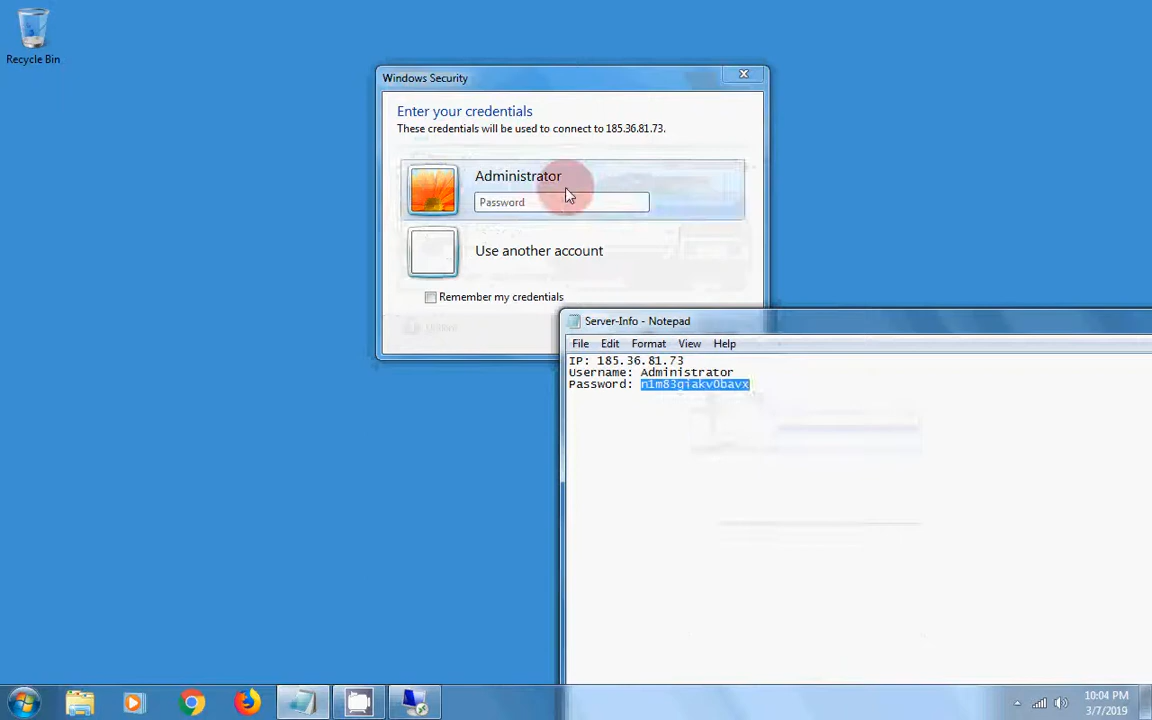 Recycle Bin
Windows Security
Enter your credentials
These credentials will be used to connect to 185.36.81.73.
Administrator
Password
Use another account
Remember my credentials
Server-Info - Notepad
File Edit Format View Help
IP: 185.36.81.73
Username: Administrator
Password: n1m83giakv0bavx
10:04 PM
3/7/2019